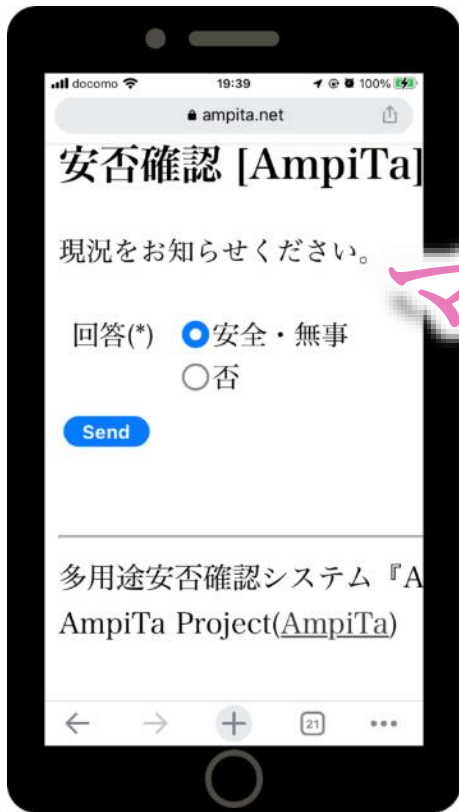 docomo 19:39 100%
ampita.net
安否確認 [AmpiTa]
現況をお知らせください。
回答(*) 安全・無事
否
Send
多用途安否確認システム『A
AmpiTa Project(AmpiTa)
21